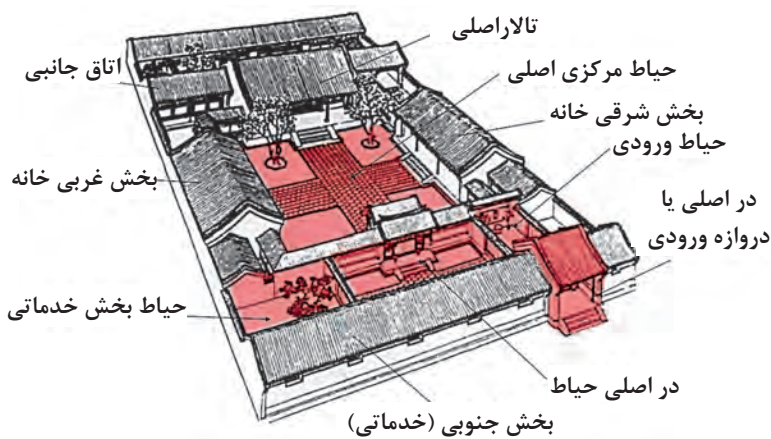 تالاراصلی
اتاق جانبی
حیاط مرکزی اصلی
بخش شرقی خانه
حیاط ورودی
بخش غربی خانه
در اصلی یا
دروازه ورودی
حیاط بخش خدماتی
در اصلی حیاط
بخش جنوبی (خدماتی)